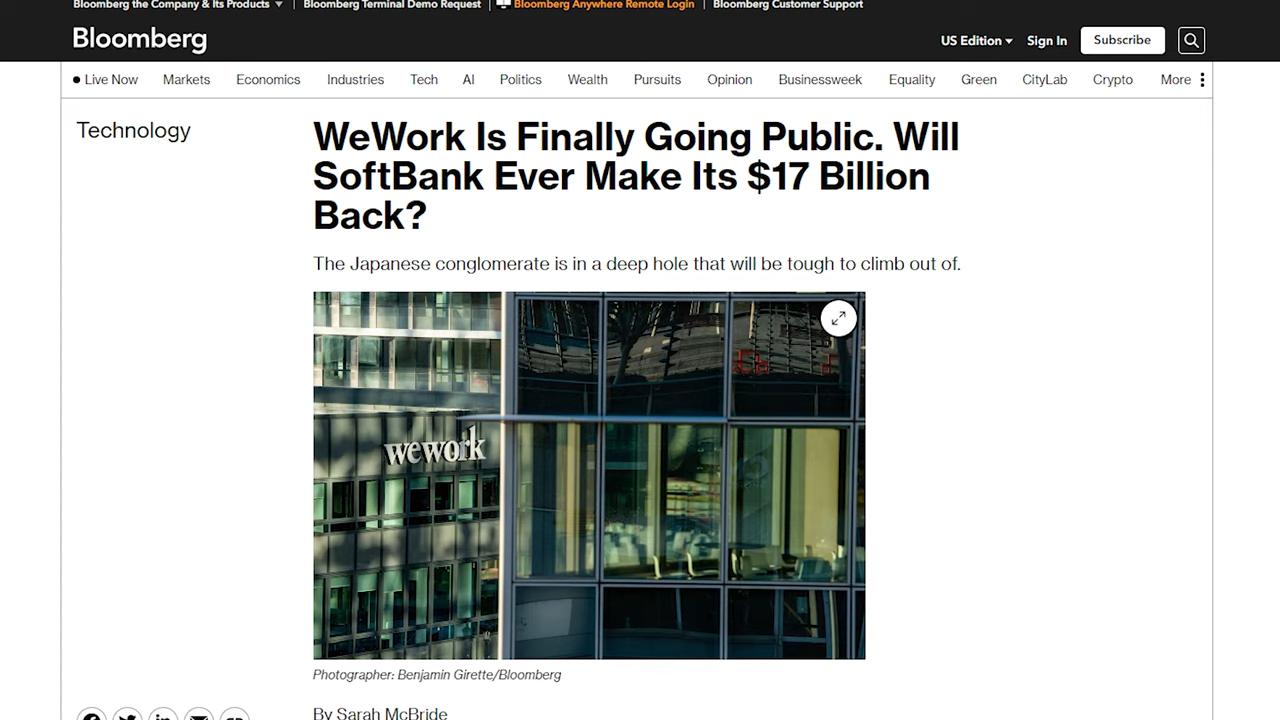 Bloomberg the Company & Its Products
Bloomberg Terminal Demo Request
Bloomberg Anywhere Remote Login
Bloomberg Customer Support
Bloomberg
US Edition
Sign In
Subscribe
Live Now
Markets
Economics
Industries
Tech
AI
Politics
Wealth
Pursuits
Opinion
Businessweek
Equality
Green
CityLab
Crypto
More
Technology
WeWork Is Finally Going Public. Will
SoftBank Ever Make Its $17 Billion
Back?
The Japanese conglomerate is in a deep hole that will be tough to climb out of.
wework
Photographer: Benjamin Girette/Bloomberg
By Sarah McBride